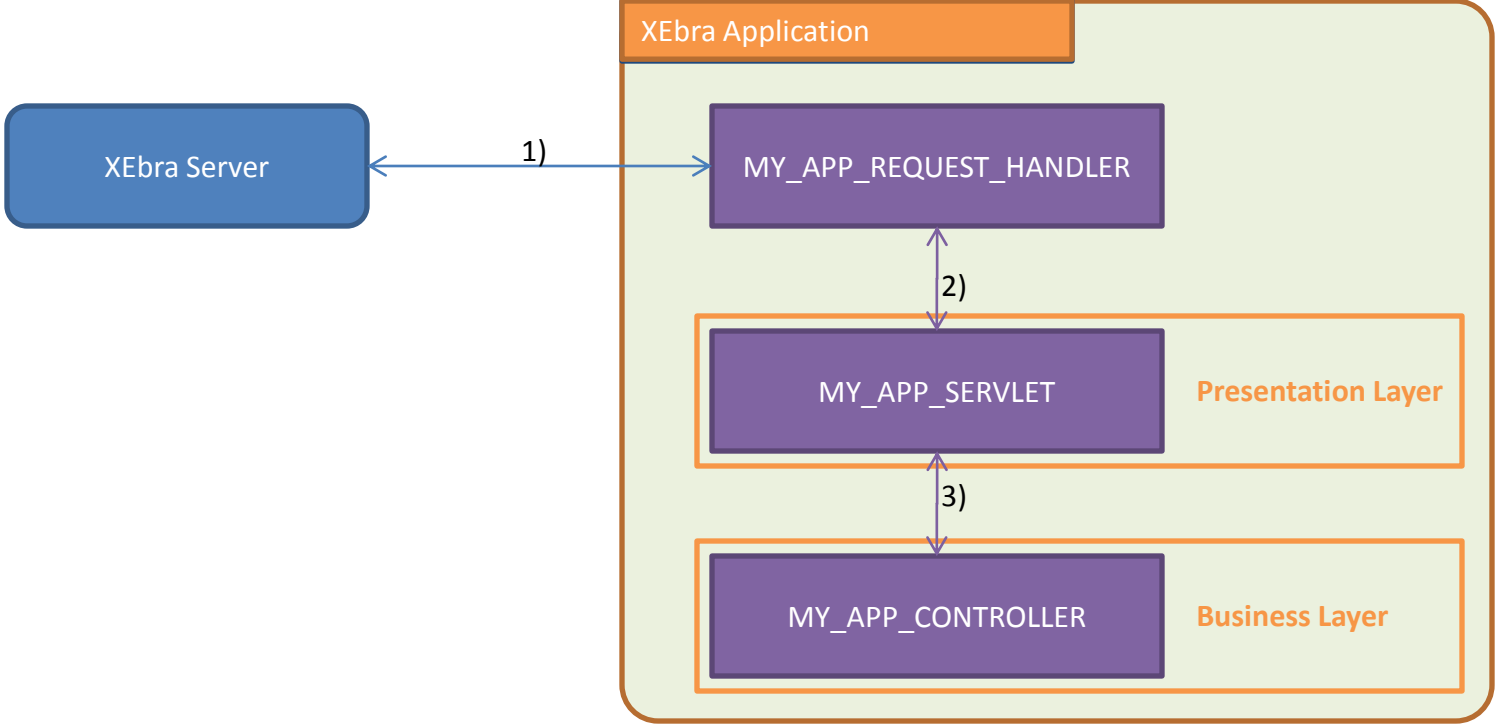 XEbra Application
XEbra Server
1)
MY_APP_REQUEST_HANDLER
2)
MY_APP_SERVLET
Presentation Layer
3)
MY_APP_CONTROLLER
Business Layer